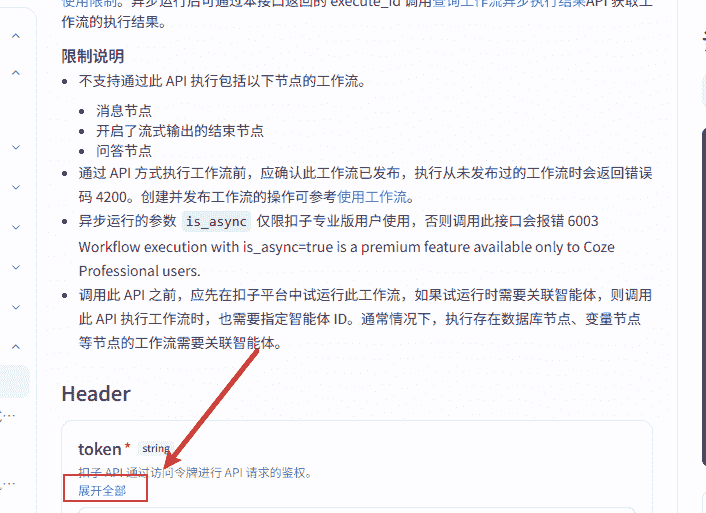 使用限制。异步运行后可通过本接口返回的 execute_id 调用查询工作流异步执行结果API 获取工
作流的执行结果。
限制说明
不支持通过此 API 执行包括以下节点的工作流。
消息节点
开启了流式输出的结束节点
问答节点
通过 API 方式执行工作流前，应确认此工作流已发布，执行从未发布过的工作流时会返回错误
码 4200。创建并发布工作流的操作可参考使用工作流。
异步运行的参数 is_async 仅限扣子专业版用户使用，否则调用此接口会报错 6003
Workflow execution with is_async=true is a premium feature available only to Coze
Professional users.
调用此 API 之前，应先在扣子平台中试运行此工作流，如果试运行时需要关联智能体，则调用
此 API 执行工作流时，也需要指定智能体 ID。通常情况下，执行存在数据库节点、变量节点
等节点的工作流需要关联智能体。
Header
token* string
扣子 API 通过访问令牌进行 API 请求的鉴权。
展开全部